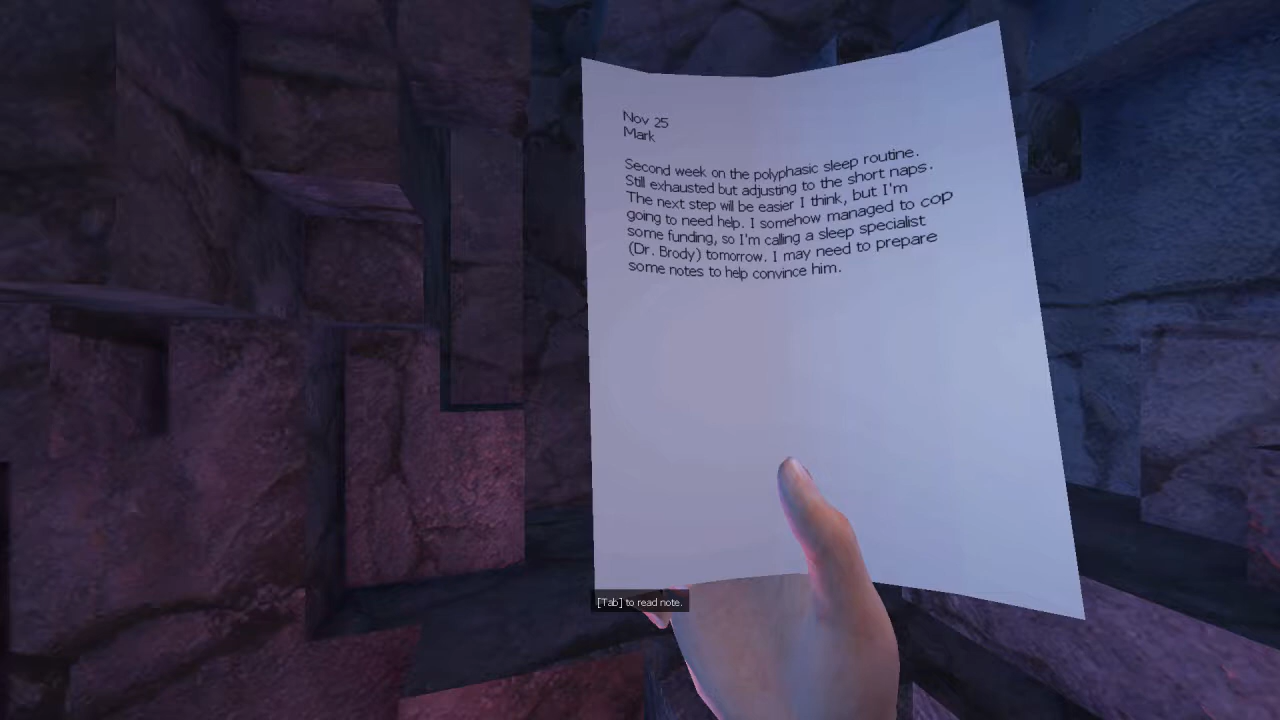 Nov 25
Mark
Second week on the polyphasic sleep routine.
Still exhausted but adjusting to the short naps.
The next step will be easier I think, but I'm
going to need help. I somehow managed to cop
some funding, so I'm calling a sleep specialist
(Dr. Brody) tomorrow. I may need to prepare
some notes to help convince him.
[Tab] to read note.